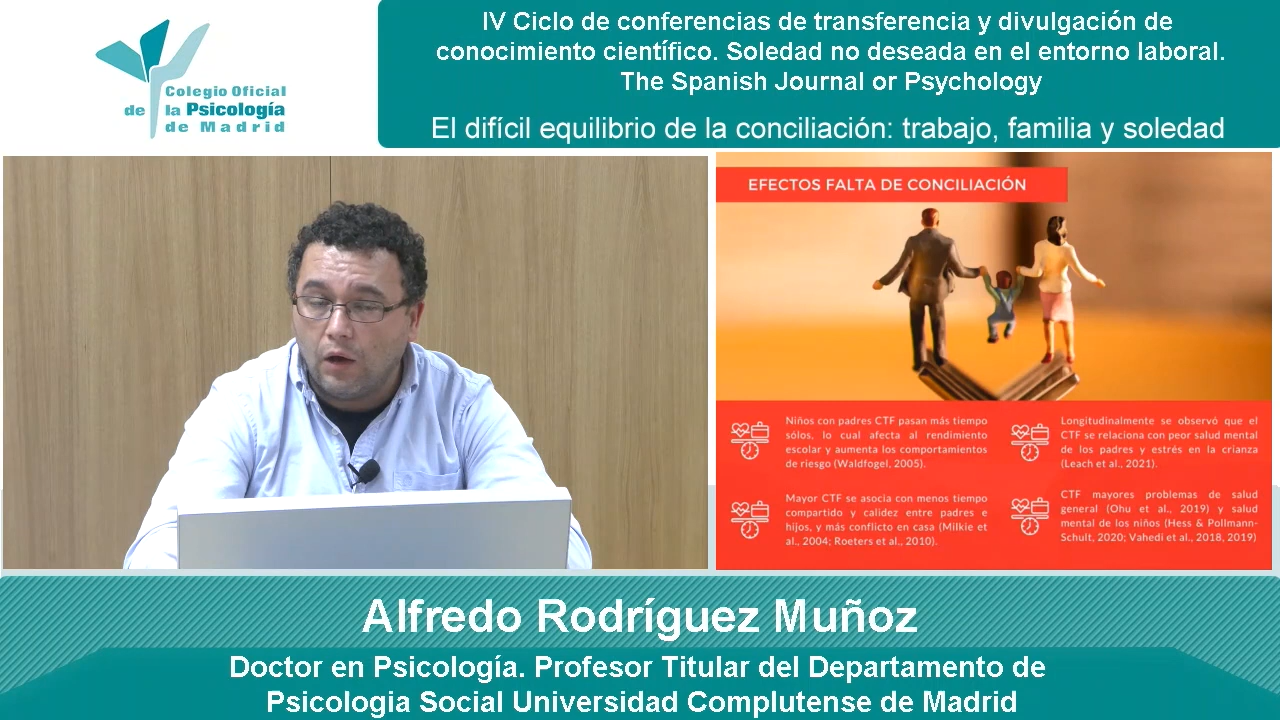 Colegio Oficial
de la Psicología
de Madrid
IV Ciclo de conferencias de transferencia y divulgación de
conocimiento científico. Soledad no deseada en el entorno laboral.
The Spanish Journal or Psychology
El difícil equilibrio de la conciliación: trabajo, familia y soledad
EFECTOS FALTA DE CONCILIACIÓN
Niños con padres CTF pasan más tiempo
sólos, lo cual afecta al rendimiento
escolar y aumenta los comportamientos
de riesgo (Waldfogel, 2005).
Longitudinalmente se observó que el
CTF se relaciona con peor salud mental
de los padres y estrés en la crianza
(Leach et al., 2021).
Mayor CTF se asocia con menos tiempo
compartido y calidez entre padres e
hijos, y más conflicto en casa (Milkie et
al., 2004; Roeters et al., 2010).
CTF mayores problemas de salud
general (Ohu et al., 2019) y salud
mental de los niños (Hess & Pollmann-
Schult, 2020; Vahedi et al., 2018, 2019)
Alfredo Rodríguez Muñoz
Doctor en Psicología. Profesor Titular del Departamento de
Psicologia Social Universidad Complutense de Madrid